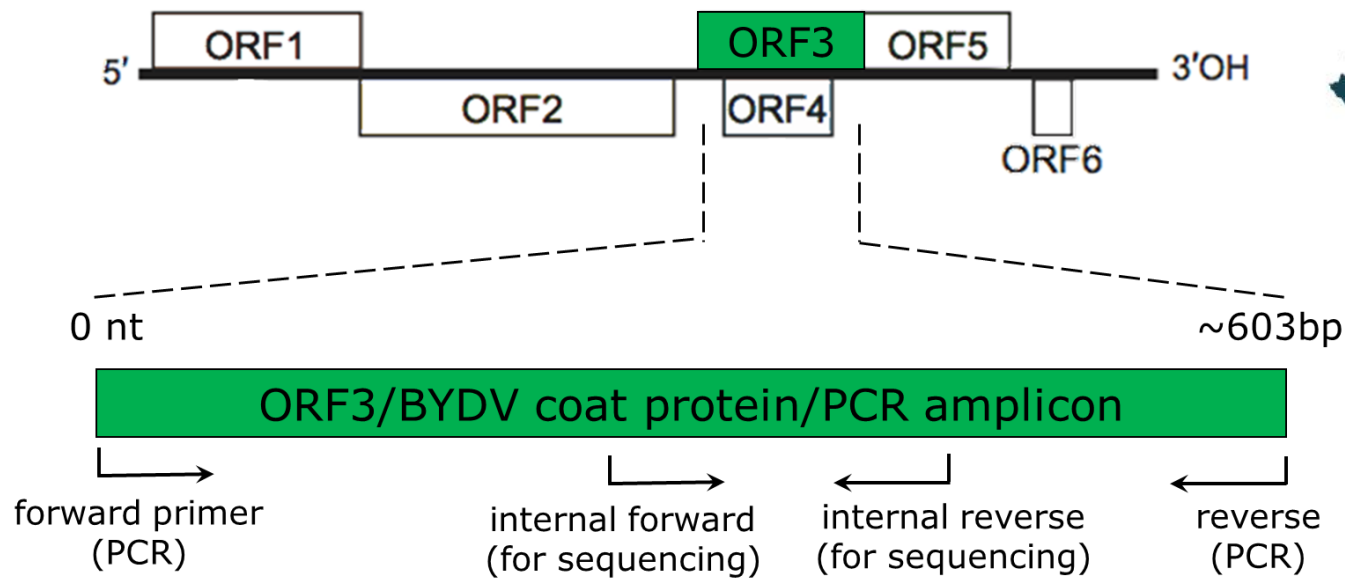 ORF1
ORF3
ORF5
5′
3′OH
ORF2
ORF4
ORF6
0 nt
~603bp
ORF3/BYDV coat protein/PCR amplicon
forward primer
(PCR)
internal forward
(for sequencing)
internal reverse
(for sequencing)
reverse
(PCR)